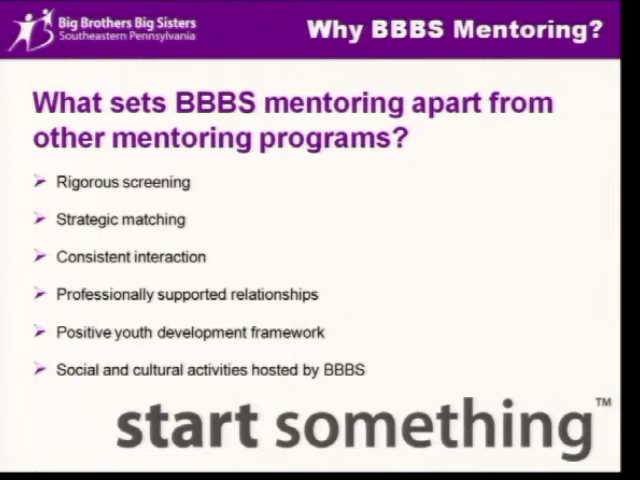 Big Brothers Big Sisters
Southeastern Pennsylvania
Why BBBS Mentoring?
What sets BBBS mentoring apart from
other mentoring programs?
Rigorous screening
Strategic matching
Consistent interaction
Professionally supported relationships
Positive youth development framework
Social and cultural activities hosted by BBBS
start something™